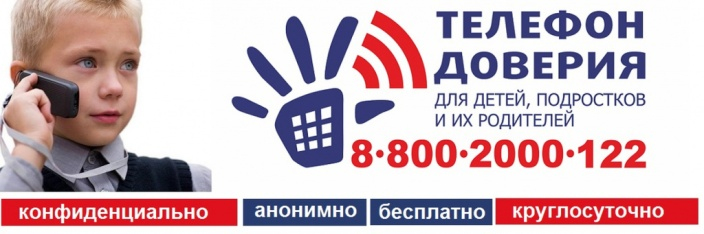 ТЕЛЕФОН
ДОВЕРИЯ
ДЛЯ ДЕТЕЙ, ПОДРОСТКОВ
И ИХ РОДИТЕЛЕЙ
8·800·2000·122
конфиденциально анонимно бесплатно круглосуточно